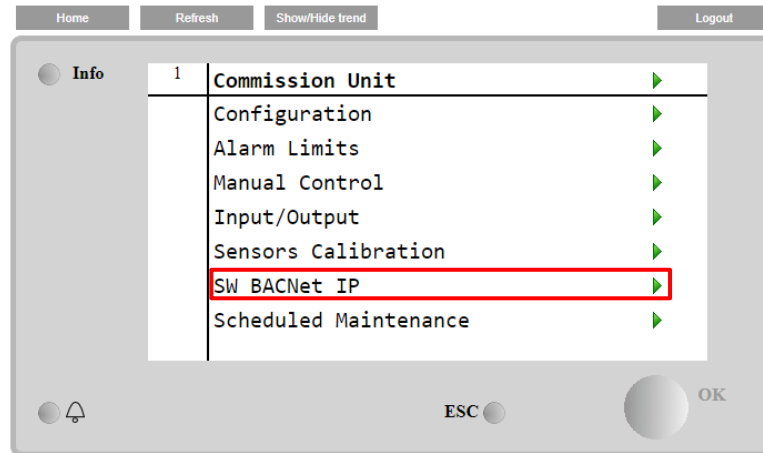 Home Refresh Show/Hide trend Logout
Info
1 Commission Unit
Configuration
Alarm Limits
Manual Control
Input/Output
Sensors Calibration
SW BACNet IP
Scheduled Maintenance
ESC OK